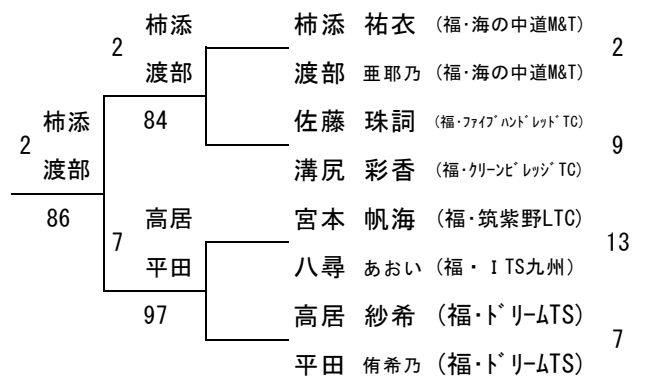 柿添 柿添 祐衣 (福・海の中道M&T)
2 2
渡部 渡部 亜耶乃 (福・海の中道M&T)
柿添 84 佐藤 珠詞 (福・ファイブハンドレッドTC)
2 9
渡部 溝尻 彩香 (福・グリーンビレッジTC)
86 高居 宮本 帆海 (福・筑紫野LTC)
7 13
平田 八尋 あおい (福・ITS九州)
97 高居 紗希 (福・ドリームTS)
7
平田 侑希乃 (福・ドリームTS)